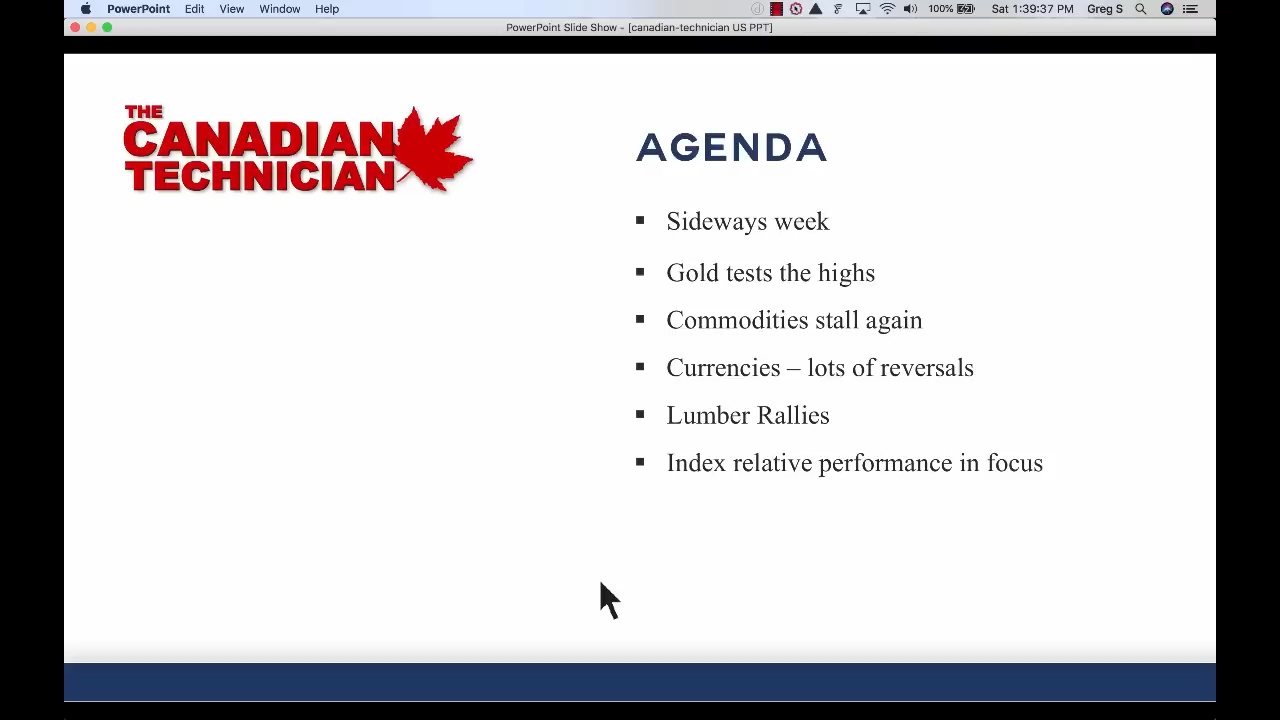 PowerPoint Edit View Window Help 100% Sat 1:39:37 PM Greg S
PowerPoint Slide Show - [canadian-technician US PPT]
THE
CANADIAN
TECHNICIAN
AGENDA
▪ Sideways week
▪ Gold tests the highs
▪ Commodities stall again
▪ Currencies – lots of reversals
▪ Lumber Rallies
▪ Index relative performance in focus